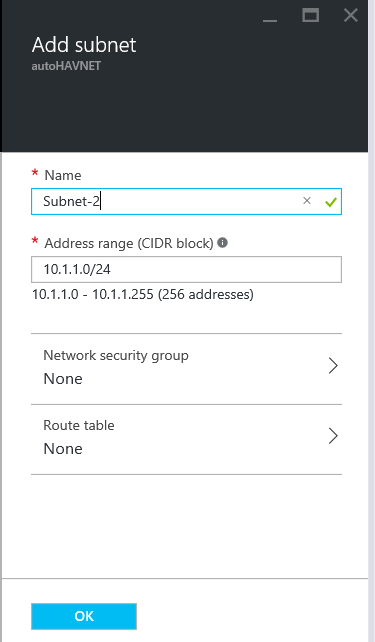 Add subnet
autoHAVNET
* Name
Subnet-2
* Address range (CIDR block)
10.1.1.0/24
10.1.1.0 - 10.1.1.255 (256 addresses)
Network security group
None
Route table
None
OK